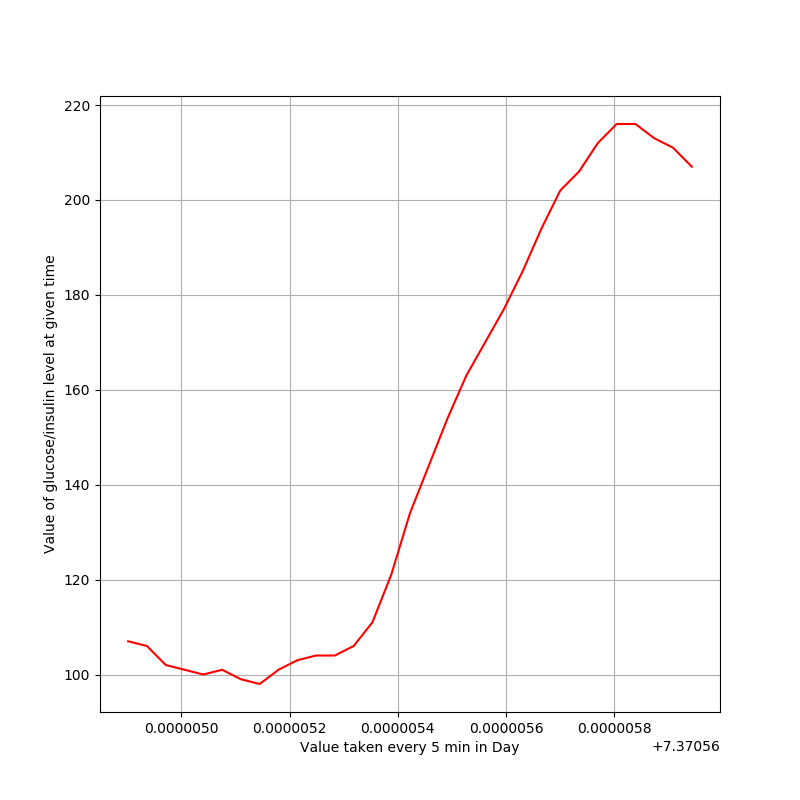 220
200
180
160
140
120
100
Value of glucose/insulin level at given time
0.0000050 0.0000052 0.0000054 0.0000056 0.0000058
Value taken every 5 min in Day
+7.37056